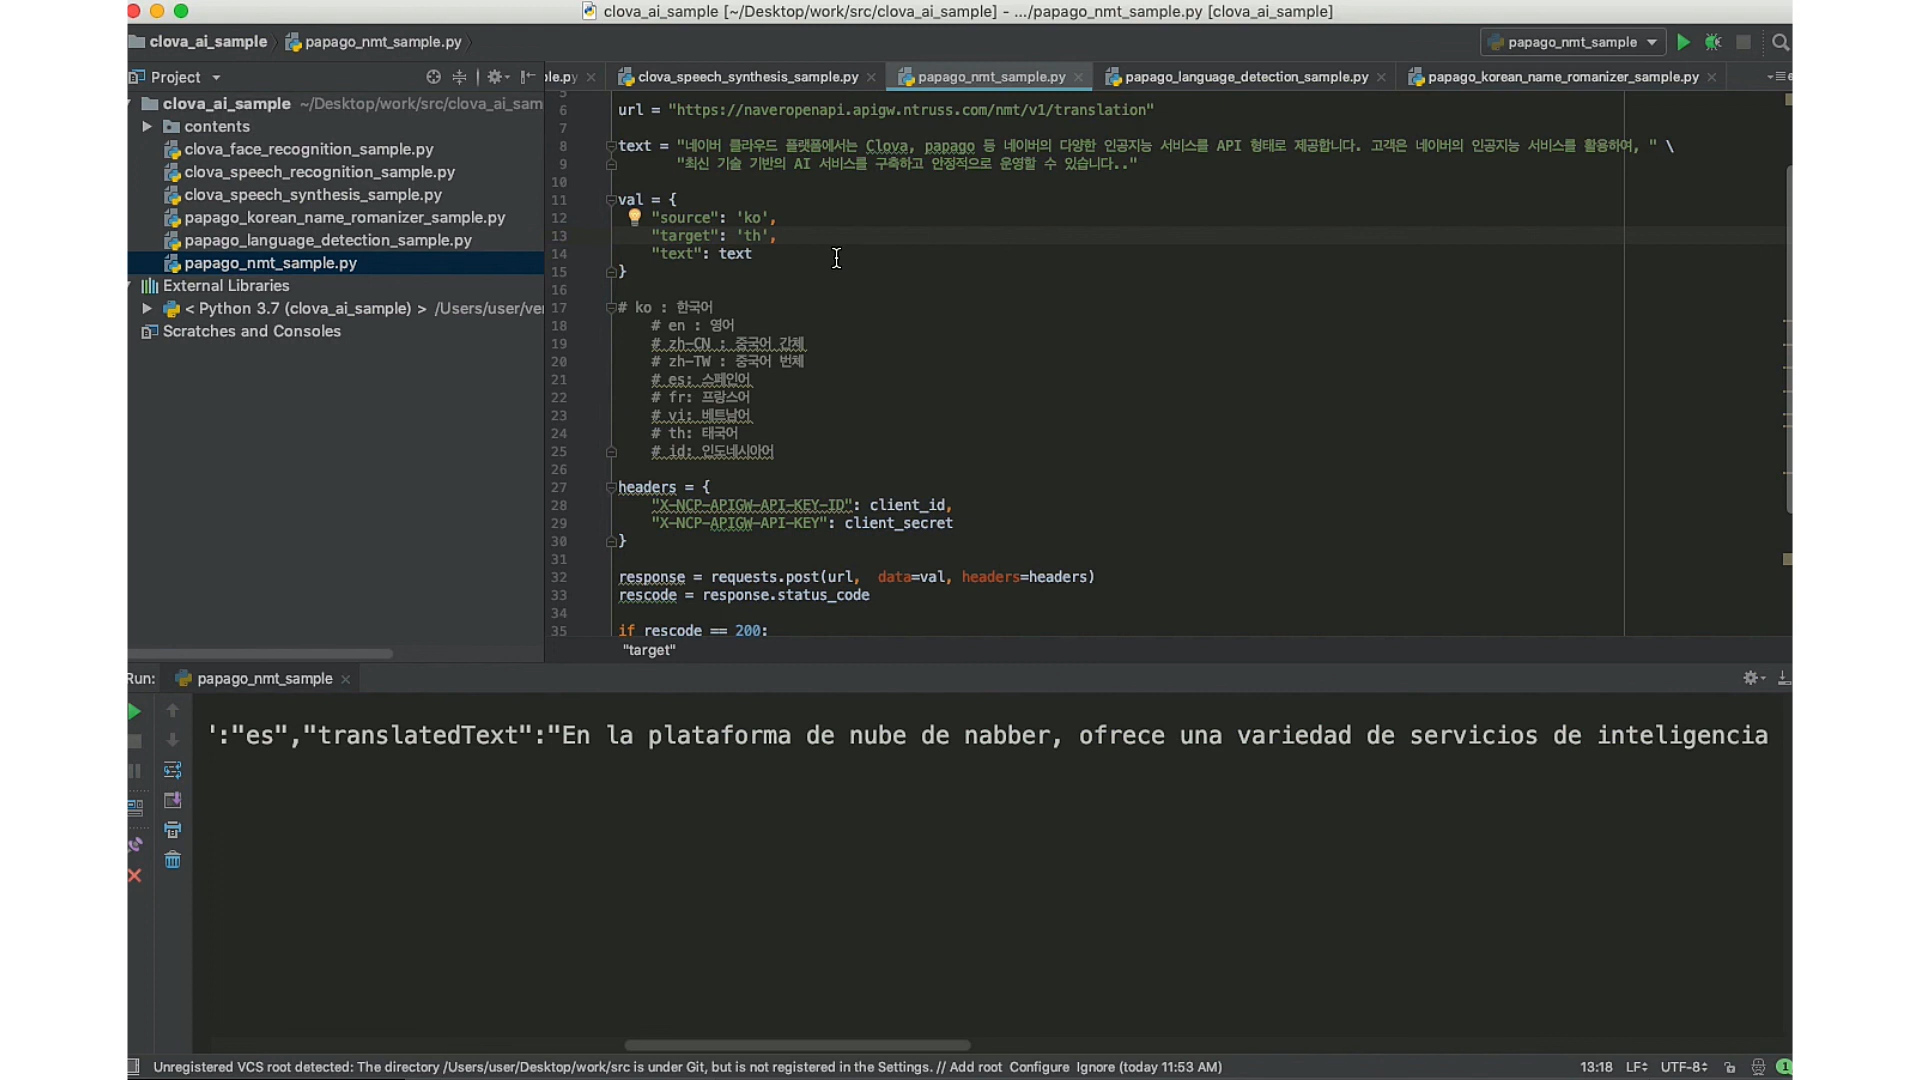 clova_ai_sample [~/Desktop/work/src/clova_ai_sample] - .../papago_nmt_sample.py [clova_ai_sample]
clova_ai_sample papago_nmt_sample.py papago_nmt_sample
Project le.py clova_speech_synthesis_sample.py papago_nmt_sample.py papago_language_detection_sample.py papago_korean_name_romanizer_sample.py
clova_ai_sample ~/Desktop/work/src/clova_ai_sam
contents
clova_face_recognition_sample.py
clova_speech_recognition_sample.py
clova_speech_synthesis_sample.py
papago_korean_name_romanizer_sample.py
papago_language_detection_sample.py
papago_nmt_sample.py
External Libraries
< Python 3.7 (clova_ai_sample) > /Users/user/ve
Scratches and Consoles
5
6 url = "https://naveropenapi.apigw.ntruss.com/nmt/v1/translation"
7
8 text = "네이버 클라우드 플랫폼에서는 Clova, papago 등 네이버의 다양한 인공지능 서비스를 API 형태로 제공합니다. 고객은 네이버의 인공지능 서비스를 활용하여, " \
9 "최신 기술 기반의 AI 서비스를 구축하고 안정적으로 운영할 수 있습니다.."
10
11 val = {
12 "source": 'ko',
13 "target": 'th',
14 "text": text
15 }
16
17 # ko : 한국어
18 # en : 영어
19 # zh-CN : 중국어 간체
20 # zh-TW : 중국어 번체
21 # es: 스페인어
22 # fr: 프랑스어
23 # vi: 베트남어
24 # th: 태국어
25 # id: 인도네시아어
26
27 headers = {
28 "X-NCP-APIGW-API-KEY-ID": client_id,
29 "X-NCP-APIGW-API-KEY": client_secret
30 }
31
32 response = requests.post(url, data=val, headers=headers)
33 rescode = response.status_code
34
35 if rescode == 200:
"target"
Run: papago_nmt_sample
':"es","translatedText":"En la plataforma de nube de nabber, ofrece una variedad de servicios de inteligencia
Unregistered VCS root detected: The directory /Users/user/Desktop/work/src is under Git, but is not registered in the Settings. // Add root Configure Ignore (today 11:53 AM) 13:18 LF UTF-8 1